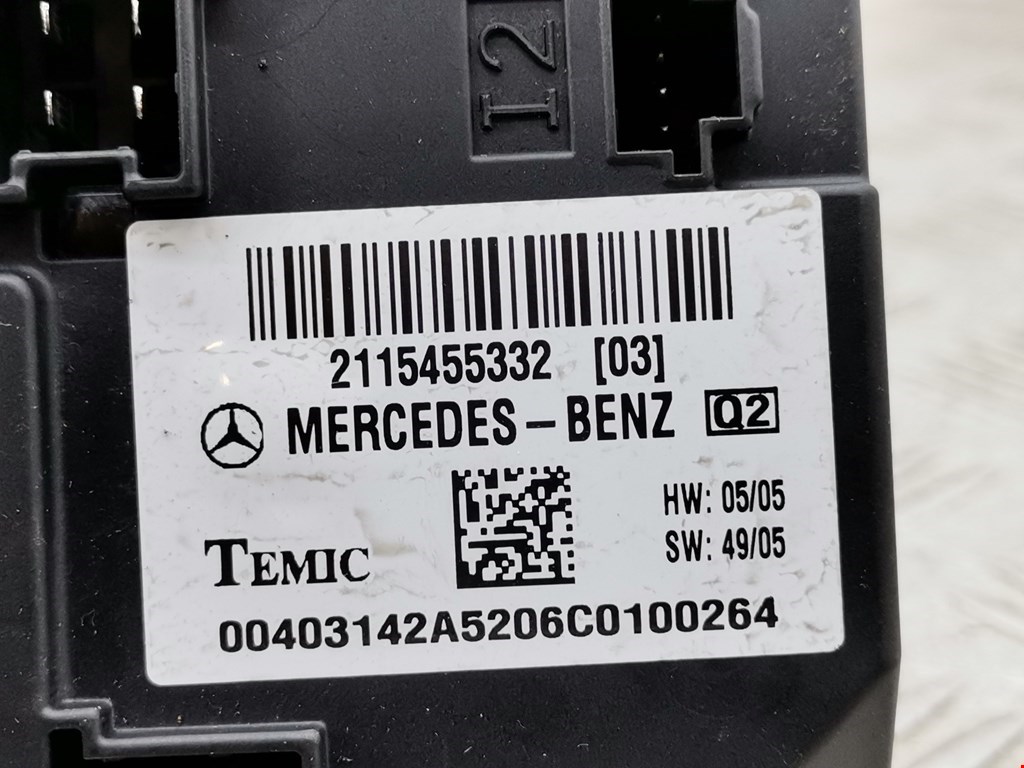 I2
2115455332 [03]
MERCEDES-BENZ Q2
HW: 05/05
TEMIC SW: 49/05
00403142A5206C0100264